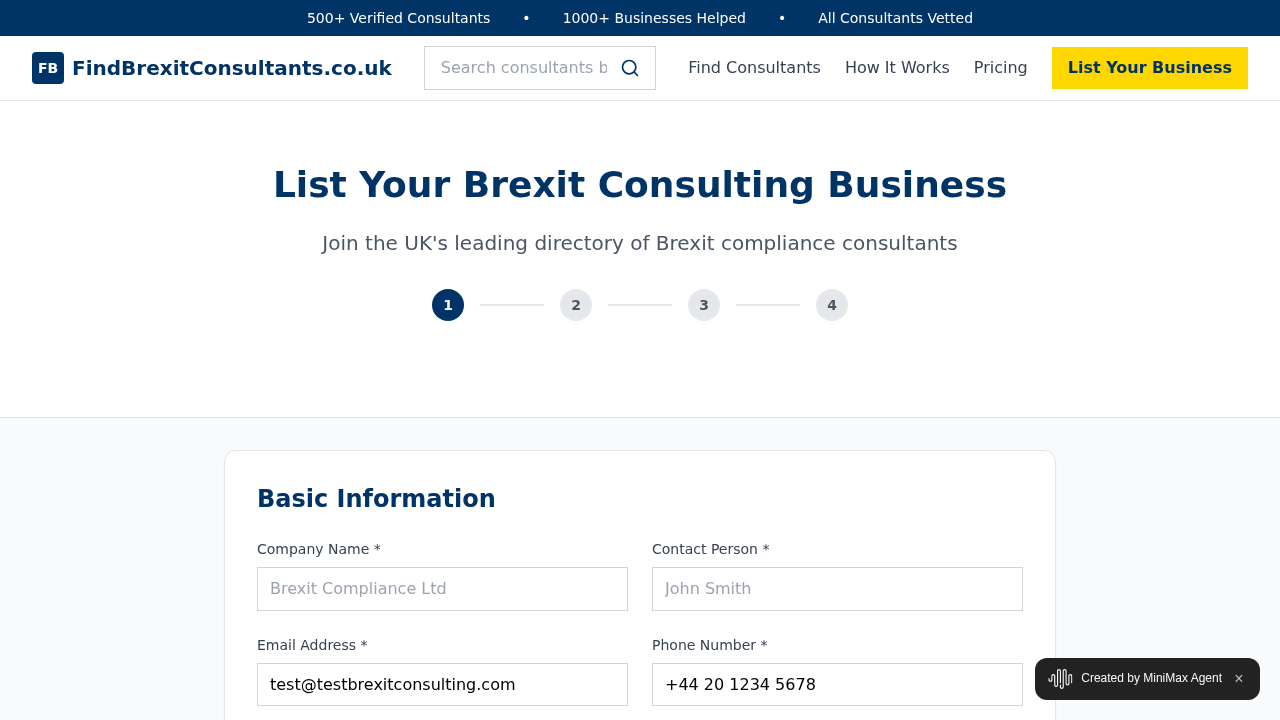 500+ Verified Consultants • 1000+ Businesses Helped • All Consultants Vetted
FB FindBrexitConsultants.co.uk Search consultants b Find Consultants How It Works Pricing List Your Business
List Your Brexit Consulting Business
Join the UK's leading directory of Brexit compliance consultants
1 2 3 4
Basic Information
Company Name * Contact Person *
Brexit Compliance Ltd John Smith
Email Address * Phone Number *
test@testbrexitconsulting.com +44 20 1234 5678
Created by MiniMax Agent ×